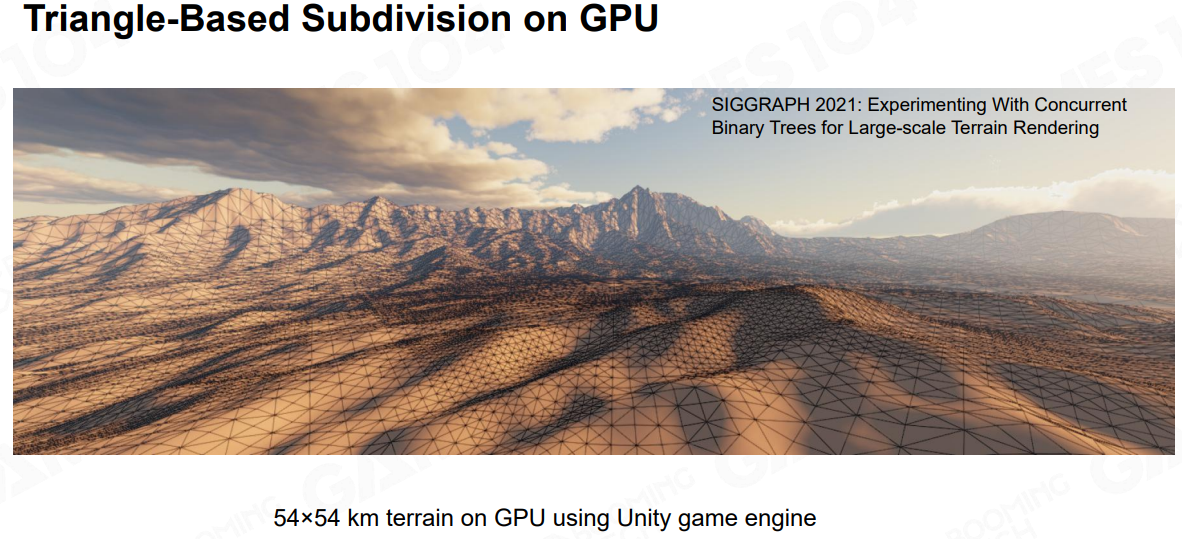 Triangle-Based Subdivision on GPU
SIGGRAPH 2021: Experimenting With Concurrent
Binary Trees for Large-scale Terrain Rendering
54×54 km terrain on GPU using Unity game engine